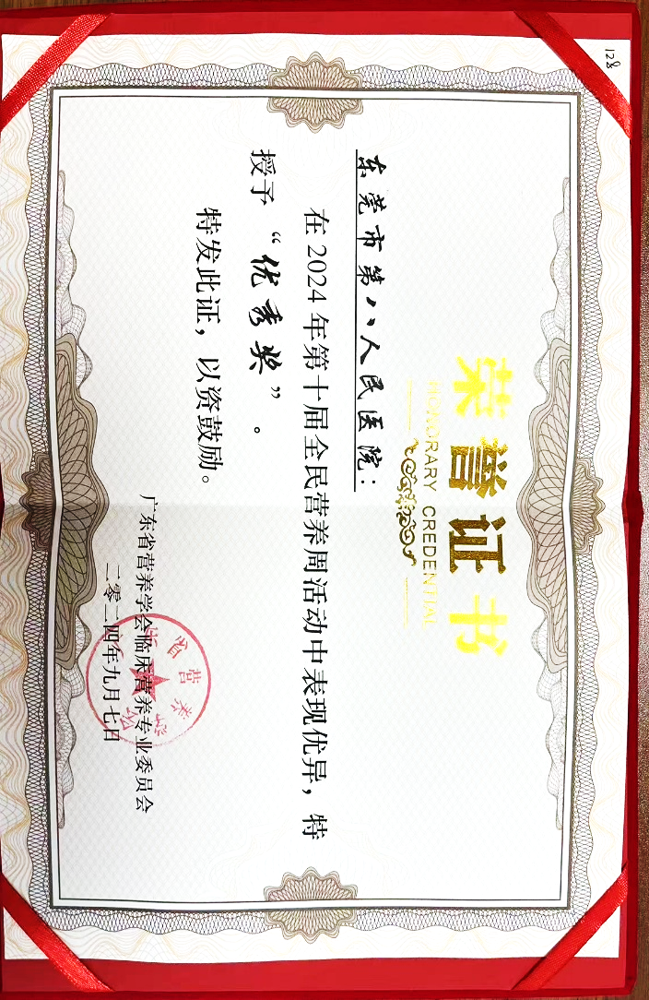 128
荣誉证书
HONORARY CREDENTIAL
东莞市第八人民医院：
在2024年第十届全民营养周活动中表现优异，特
授予“优秀奖”。
特发此证，以资鼓励。
广东省营养学会临床营养专业委员会
二零二四年九月七日